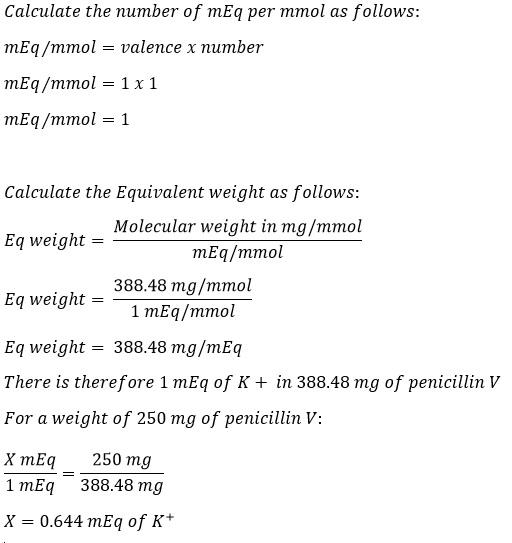 Calculate the number of mEq per mmol as follows:
mEq/mmol = valence x number
mEq/mmol = 1 x 1
mEq/mmol = 1
Calculate the Equivalent weight as follows:
Eq weight = Molecular weight in mg/mmol / mEq/mmol
Eq weight = 388.48 mg/mmol / 1 mEq/mmol
Eq weight = 388.48 mg/mEq
There is therefore 1 mEq of K + in 388.48 mg of penicillin V
For a weight of 250 mg of penicillin V:
X mEq / 1 mEq = 250 mg / 388.48 mg
X = 0.644 mEq of K⁺